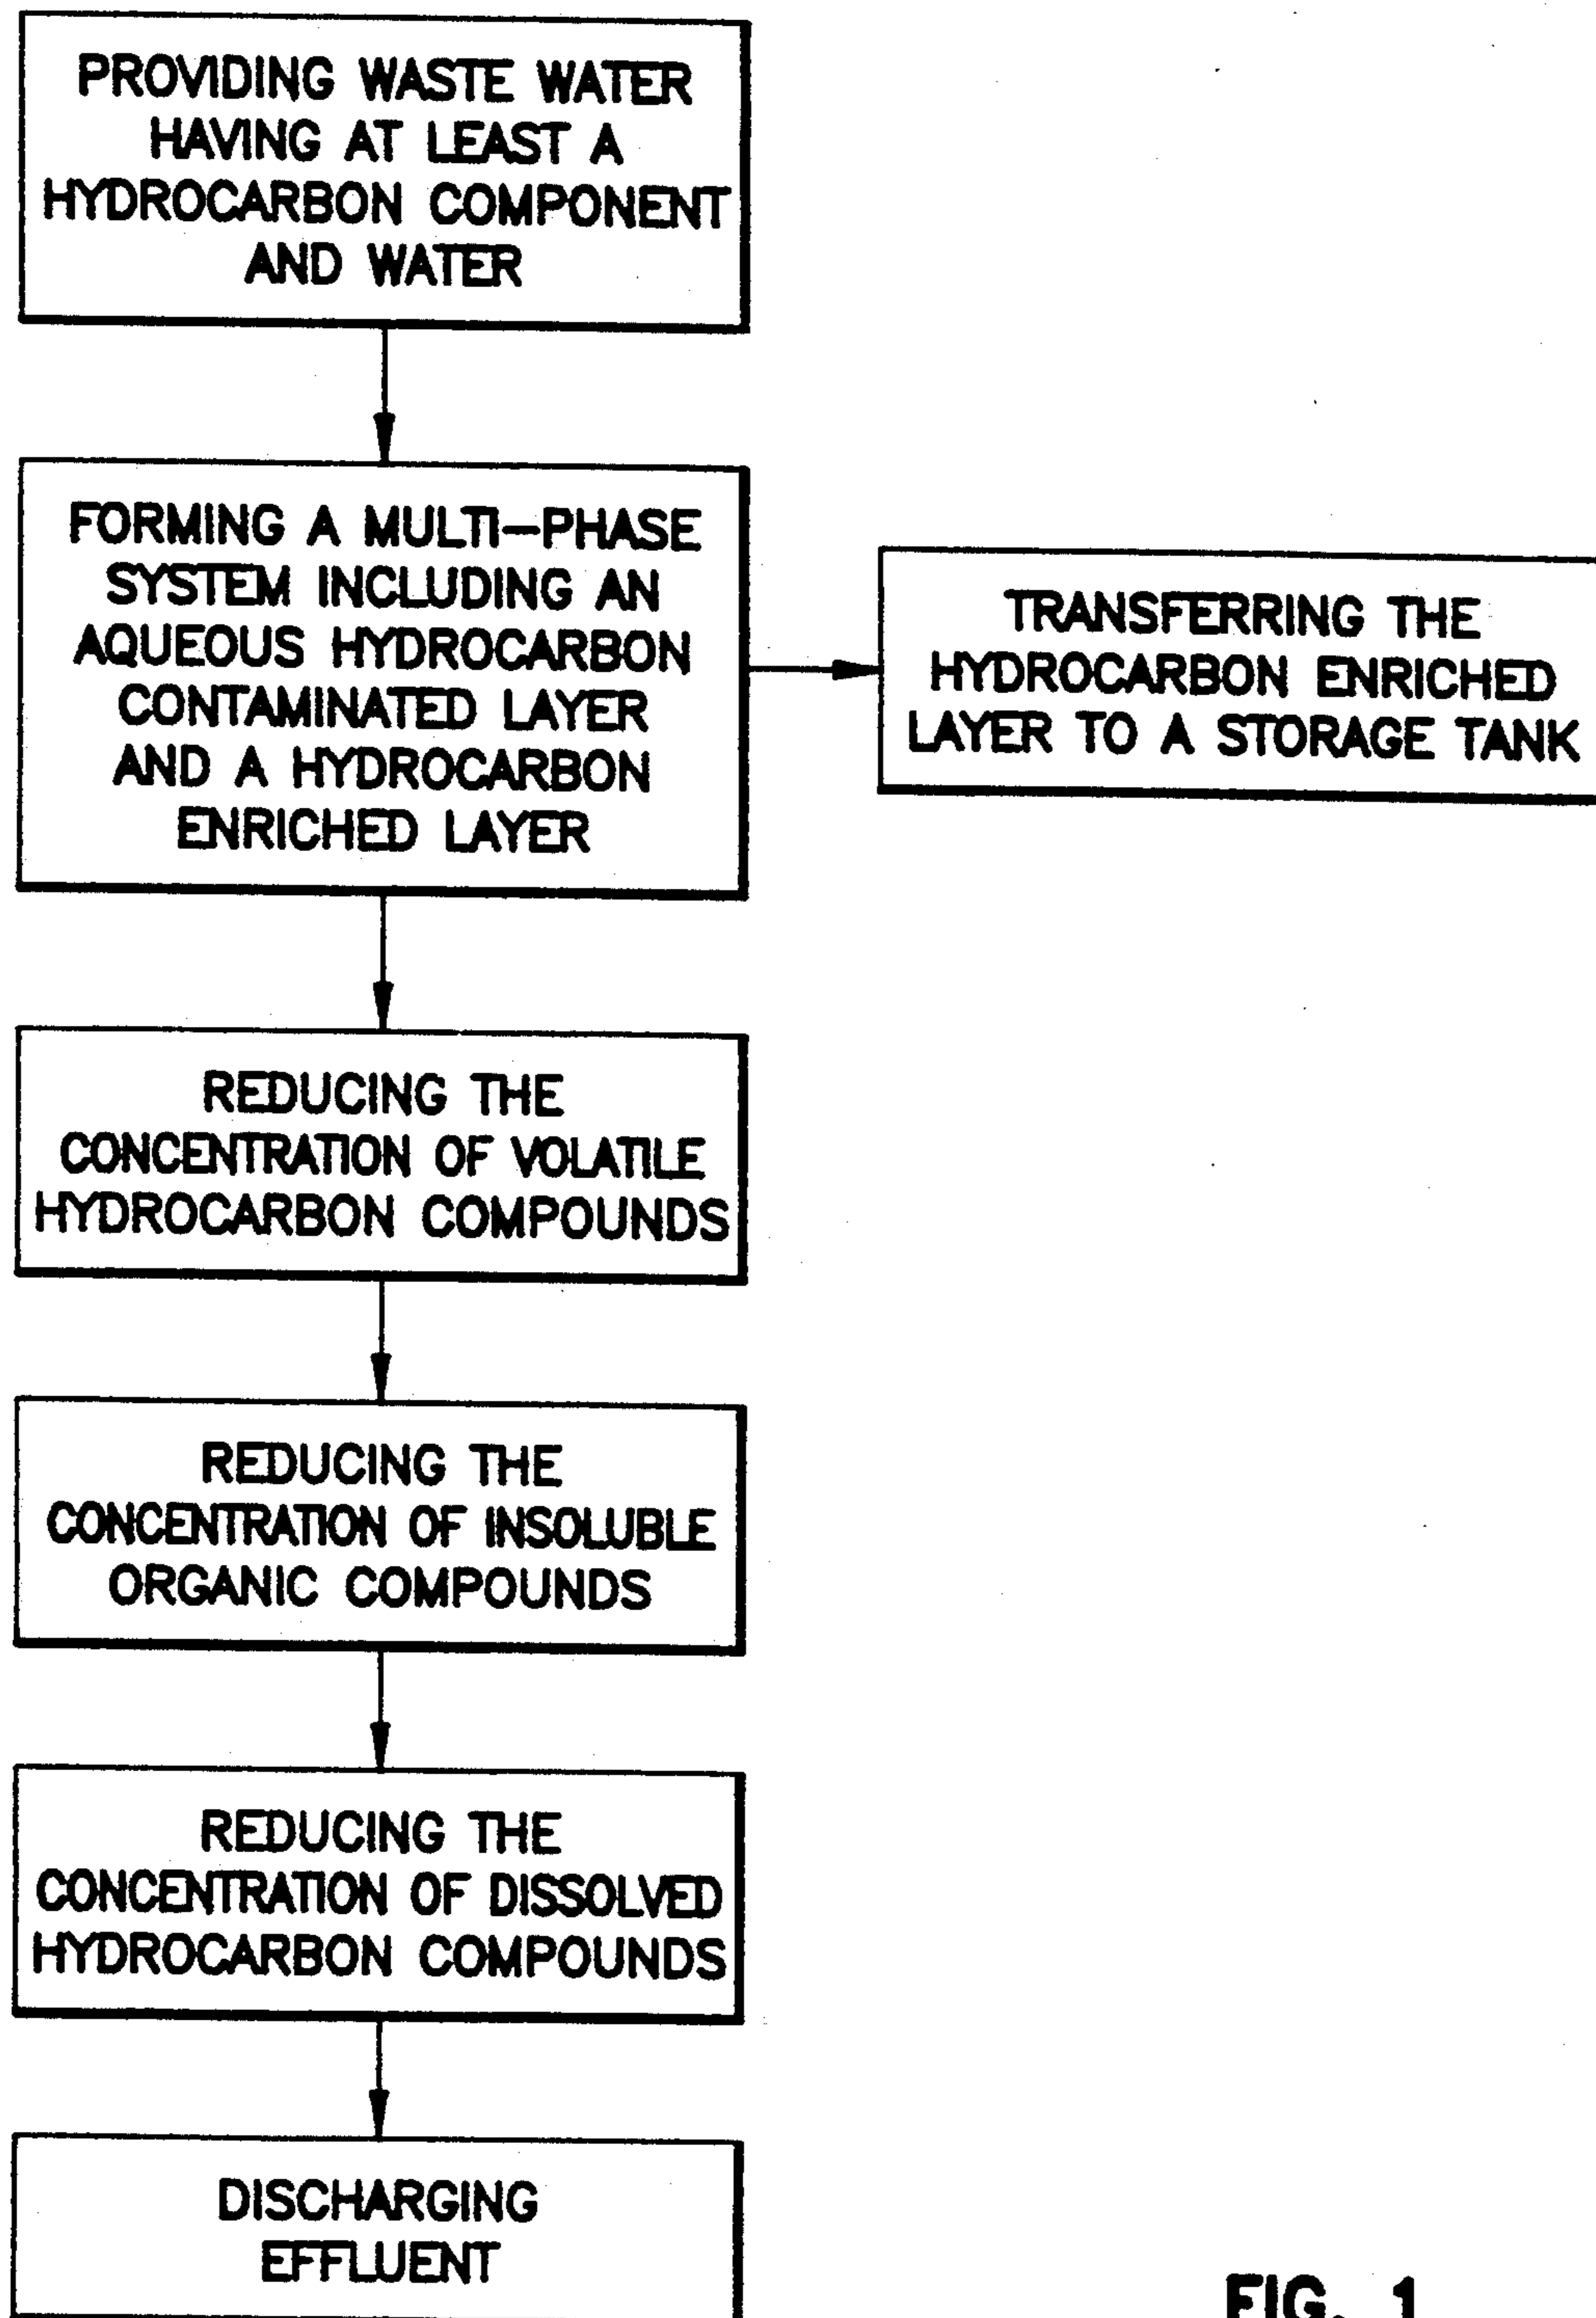 PROVIDING WASTE WATER
HAVING AT LEAST A
HYDROCARBON COMPONENT
AND WATER
FORMING A MULTI-PHASE
SYSTEM INCLUDING AN
AQUEOUS HYDROCARBON
CONTAMINATED LAYER
AND A HYDROCARBON
ENRICHED LAYER
TRANSFERRING THE
HYDROCARBON ENRICHED
LAYER TO A STORAGE TANK
REDUCING THE
CONCENTRATION OF VOLATILE
HYDROCARBON COMPOUNDS
REDUCING THE
CONCENTRATION OF INSOLUBLE
ORGANIC COMPOUNDS
REDUCING THE
CONCENTRATION OF DISSOLVED
HYDROCARBON COMPOUNDS
DISCHARGING
EFFLUENT
FIG. 1